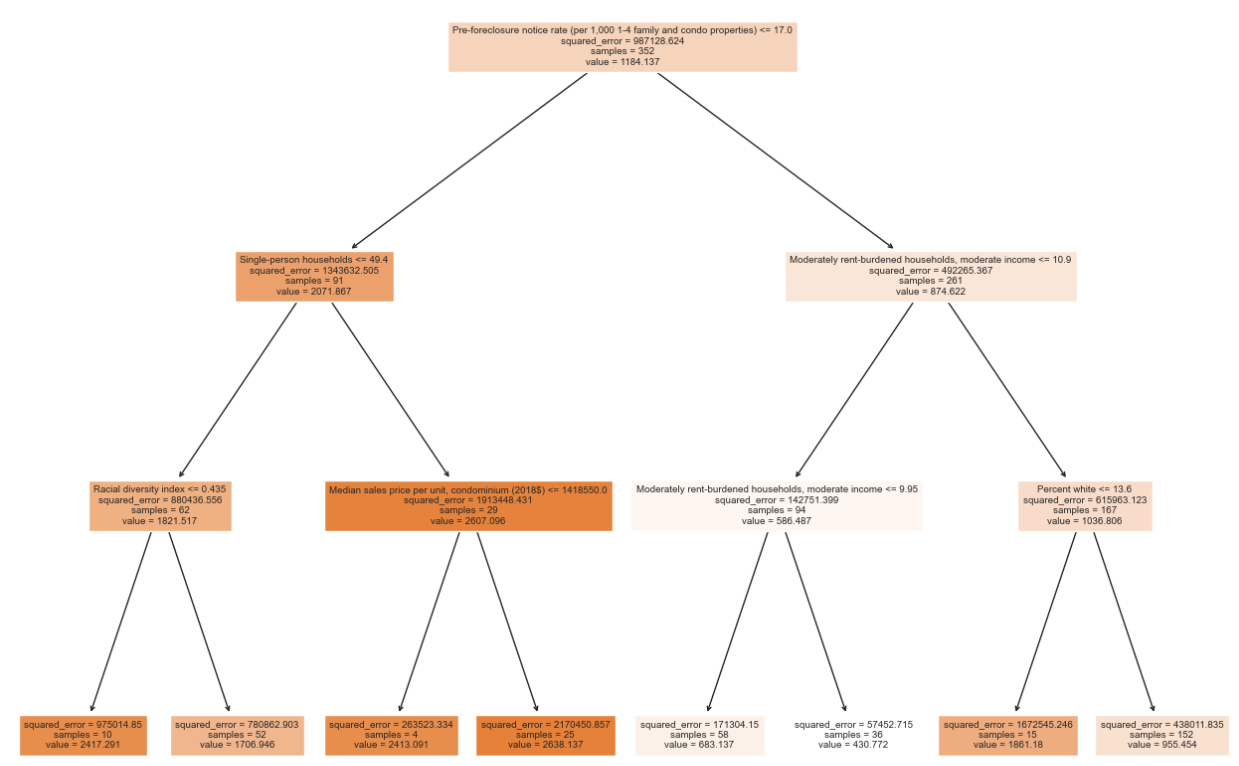 Pre-foreclosure notice rate (per 1,000 1-4 family and condo properties) <= 17.0
squared_error = 987128.624
samples = 352
value = 1184.137
Single-person households <= 49.4
squared_error = 1343632.505
samples = 91
value = 2071.867
Moderately rent-burdened households, moderate income <= 10.9
squared_error = 492265.367
samples = 261
value = 874.622
Racial diversity index <= 0.435
squared_error = 880436.556
samples = 62
value = 1821.517
Median sales price per unit, condominium (2018$) <= 1418550.0
squared_error = 1913448.431
samples = 29
value = 2607.096
Moderately rent-burdened households, moderate income <= 9.95
squared_error = 142751.399
samples = 94
value = 586.487
Percent white <= 13.6
squared_error = 615963.123
samples = 167
value = 1036.806
squared_error = 975014.85
samples = 10
value = 2417.291
squared_error = 780862.903
samples = 52
value = 1706.946
squared_error = 263523.334
samples = 4
value = 2413.091
squared_error = 2170450.857
samples = 25
value = 2638.137
squared_error = 171304.15
samples = 58
value = 683.137
squared_error = 57452.715
samples = 36
value = 430.772
squared_error = 1672545.246
samples = 15
value = 1861.18
squared_error = 438011.835
samples = 152
value = 955.454